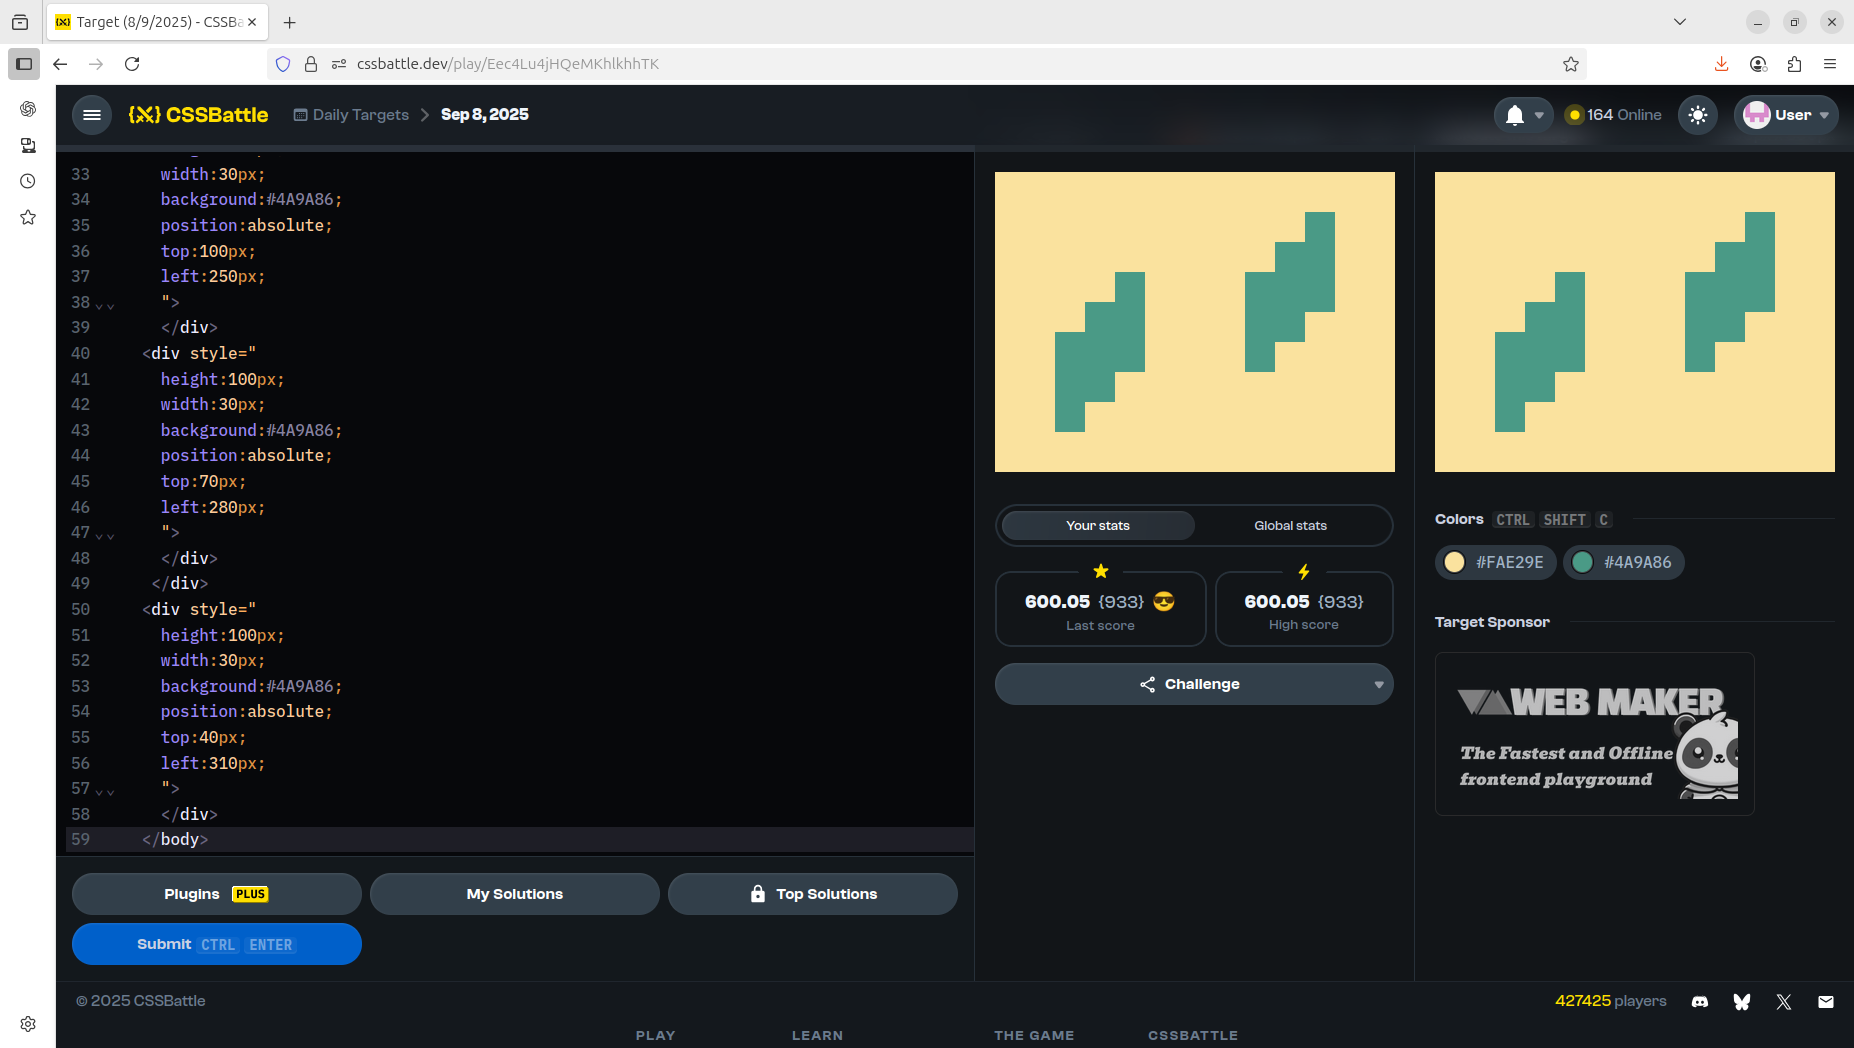 Target (8/9/2025) - CSSBa
cssbattle.dev/play/Eec4Lu4jHQeMKhlkhhTK
CSSBattle
Daily Targets
Sep 8, 2025
164 Online
User
33 width:30px;
34 background:#4A9A86;
35 position:absolute;
36 top:100px;
37 left:250px;
38 ">
39 </div>
40 <div style="
41 height:100px;
42 width:30px;
43 background:#4A9A86;
44 position:absolute;
45 top:70px;
46 left:280px;
47 ">
48 </div>
49 </div>
50 <div style="
51 height:100px;
52 width:30px;
53 background:#4A9A86;
54 position:absolute;
55 top:40px;
56 left:310px;
57 ">
58 </div>
59 </body>
Plugins PLUS
My Solutions
Top Solutions
Submit CTRL ENTER
Your stats
Global stats
600.05 {933}
Last score
600.05 {933}
High score
Challenge
Colors CTRL SHIFT C
#FAE29E
#4A9A86
Target Sponsor
WEB MAKER
The Fastest and Offline
frontend playground
© 2025 CSSBattle
427425 players
PLAY
LEARN
THE GAME
CSSBATTLE